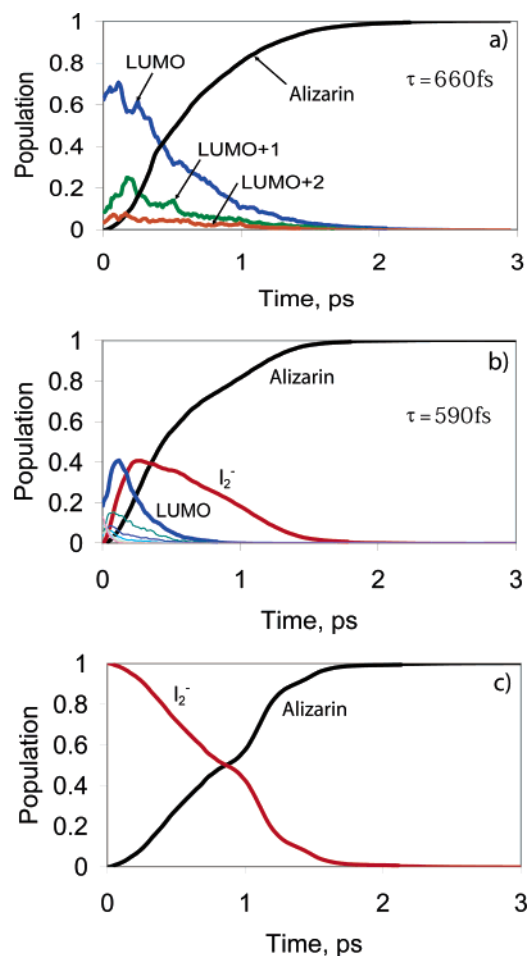 a)
1
0.8
0.6
0.4
0.2
0
Population
LUMO
Alizarin
τ = 660fs
LUMO+1
LUMO+2
0 1 2 3
Time, ps
b)
1
0.8
0.6
0.4
0.2
0
Population
Alizarin
τ = 590fs
I₂⁻
LUMO
0 1 2 3
Time, ps
c)
1
0.8
0.6
0.4
0.2
0
Population
I₂⁻
Alizarin
0 1 2 3
Time, ps